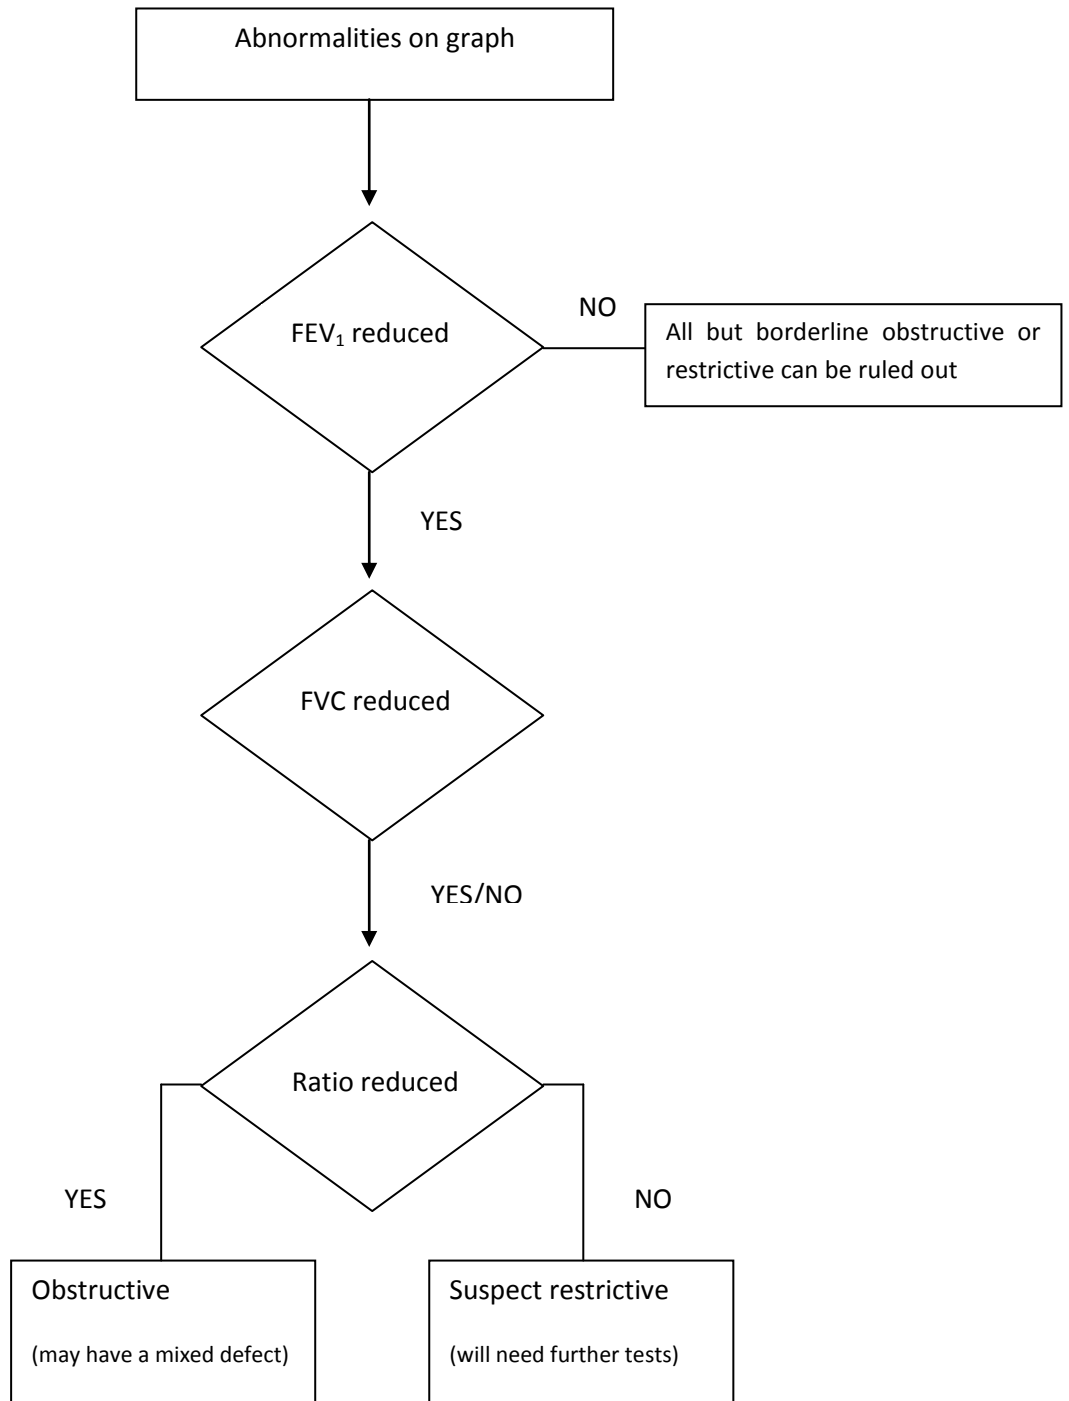 Abnormalities on graph
FEV₁ reduced
NO
All but borderline obstructive or
restrictive can be ruled out
YES
FVC reduced
YES/NO
Ratio reduced
YES
NO
Obstructive
(may have a mixed defect)
Suspect restrictive
(will need further tests)